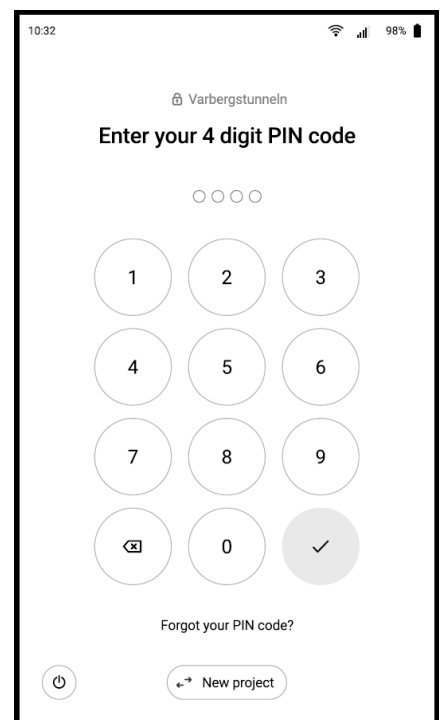 10:32 98%
Varbergstunneln
Enter your 4 digit PIN code
1 2 3
4 5 6
7 8 9
0
Forgot your PIN code?
New project